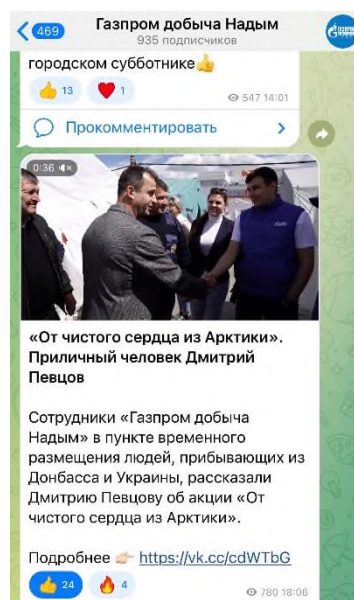 469
Газпром добыча Надым
935 подписчиков
городском субботнике👍
👍 13 ❤ 1
547 14:01
Прокомментировать
0:36
«От чистого сердца из Арктики».
Приличный человек Дмитрий
Певцов
Сотрудники «Газпром добыча
Надым» в пункте временного
размещения людей, прибывающих из
Донбасса и Украины, рассказали
Дмитрию Певцову об акции «От
чистого сердца из Арктики».
Подробнее 👉 https://vk.cc/cdWTbG
👍 24 🔥 4
780 18:06